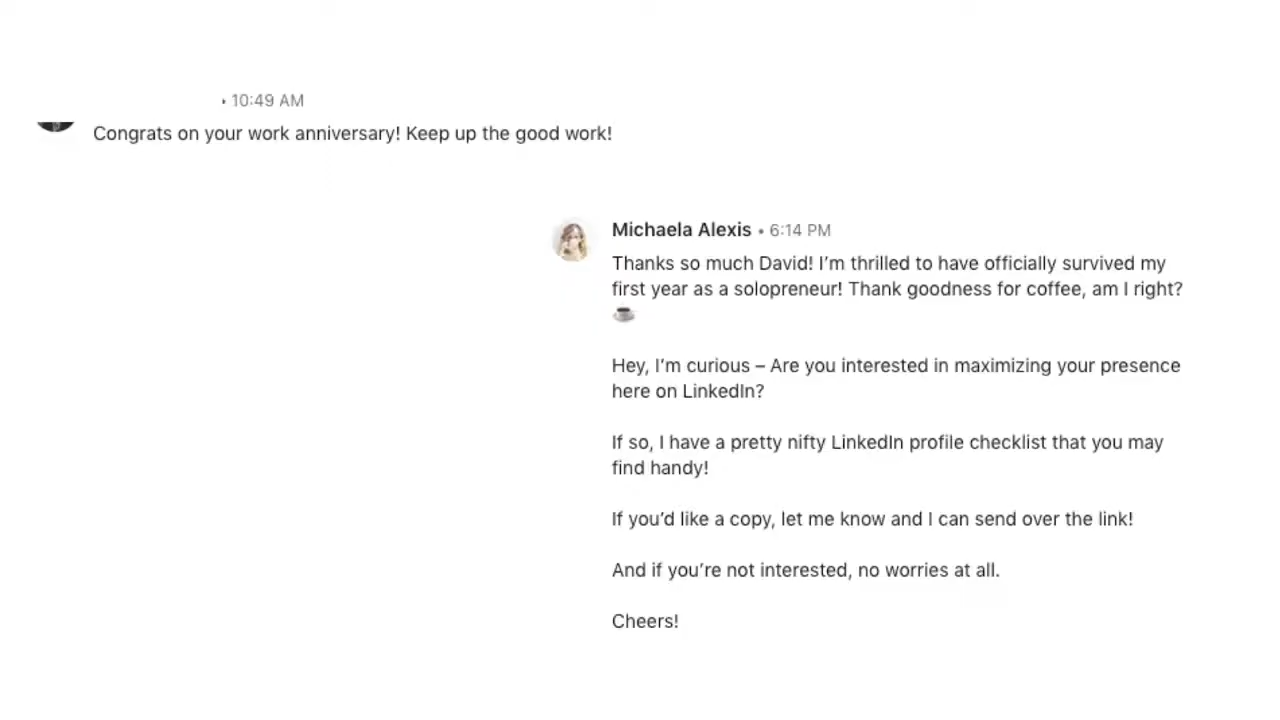 • 10:49 AM
Congrats on your work anniversary! Keep up the good work!
Michaela Alexis • 6:14 PM
Thanks so much David! I’m thrilled to have officially survived my
first year as a solopreneur! Thank goodness for coffee, am I right?
☕
Hey, I’m curious – Are you interested in maximizing your presence
here on LinkedIn?
If so, I have a pretty nifty LinkedIn profile checklist that you may
find handy!
If you’d like a copy, let me know and I can send over the link!
And if you’re not interested, no worries at all.
Cheers!